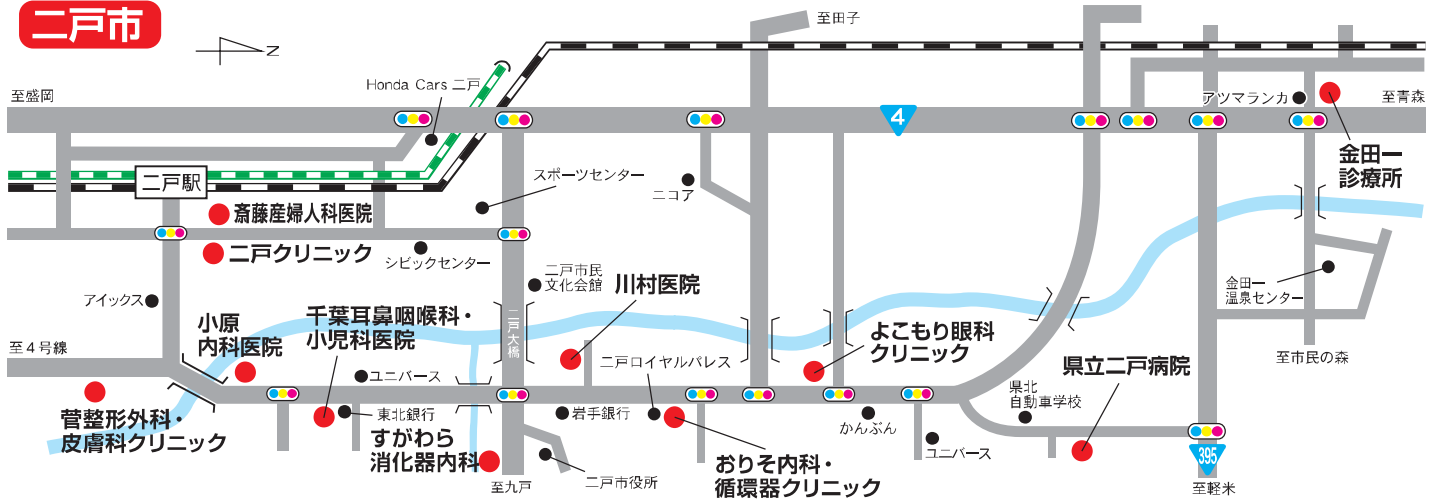 二戸市
N
至田子
Honda Cars 二戸
至盛岡
4
アツマランカ
至青森
金田一
診療所
二戸駅
スポーツセンター
ニコア
斎藤産婦人科医院
二戸クリニック
シビックセンター
二戸市民
文化会館
川村医院
金田一
温泉センター
アイックス
千葉耳鼻咽喉科・
小児科医院
小原
内科医院
二戸大橋
よこもり眼科
クリニック
至4号線
ユニバース
二戸ロイヤルパレス
県立二戸病院
至市民の森
県北
自動車学校
菅整形外科・
皮膚科クリニック
東北銀行
岩手銀行
かんぶん
すがわら
消化器内科
おりそ内科・
循環器クリニック
ユニバース
395
至九戸
二戸市役所
至軽米